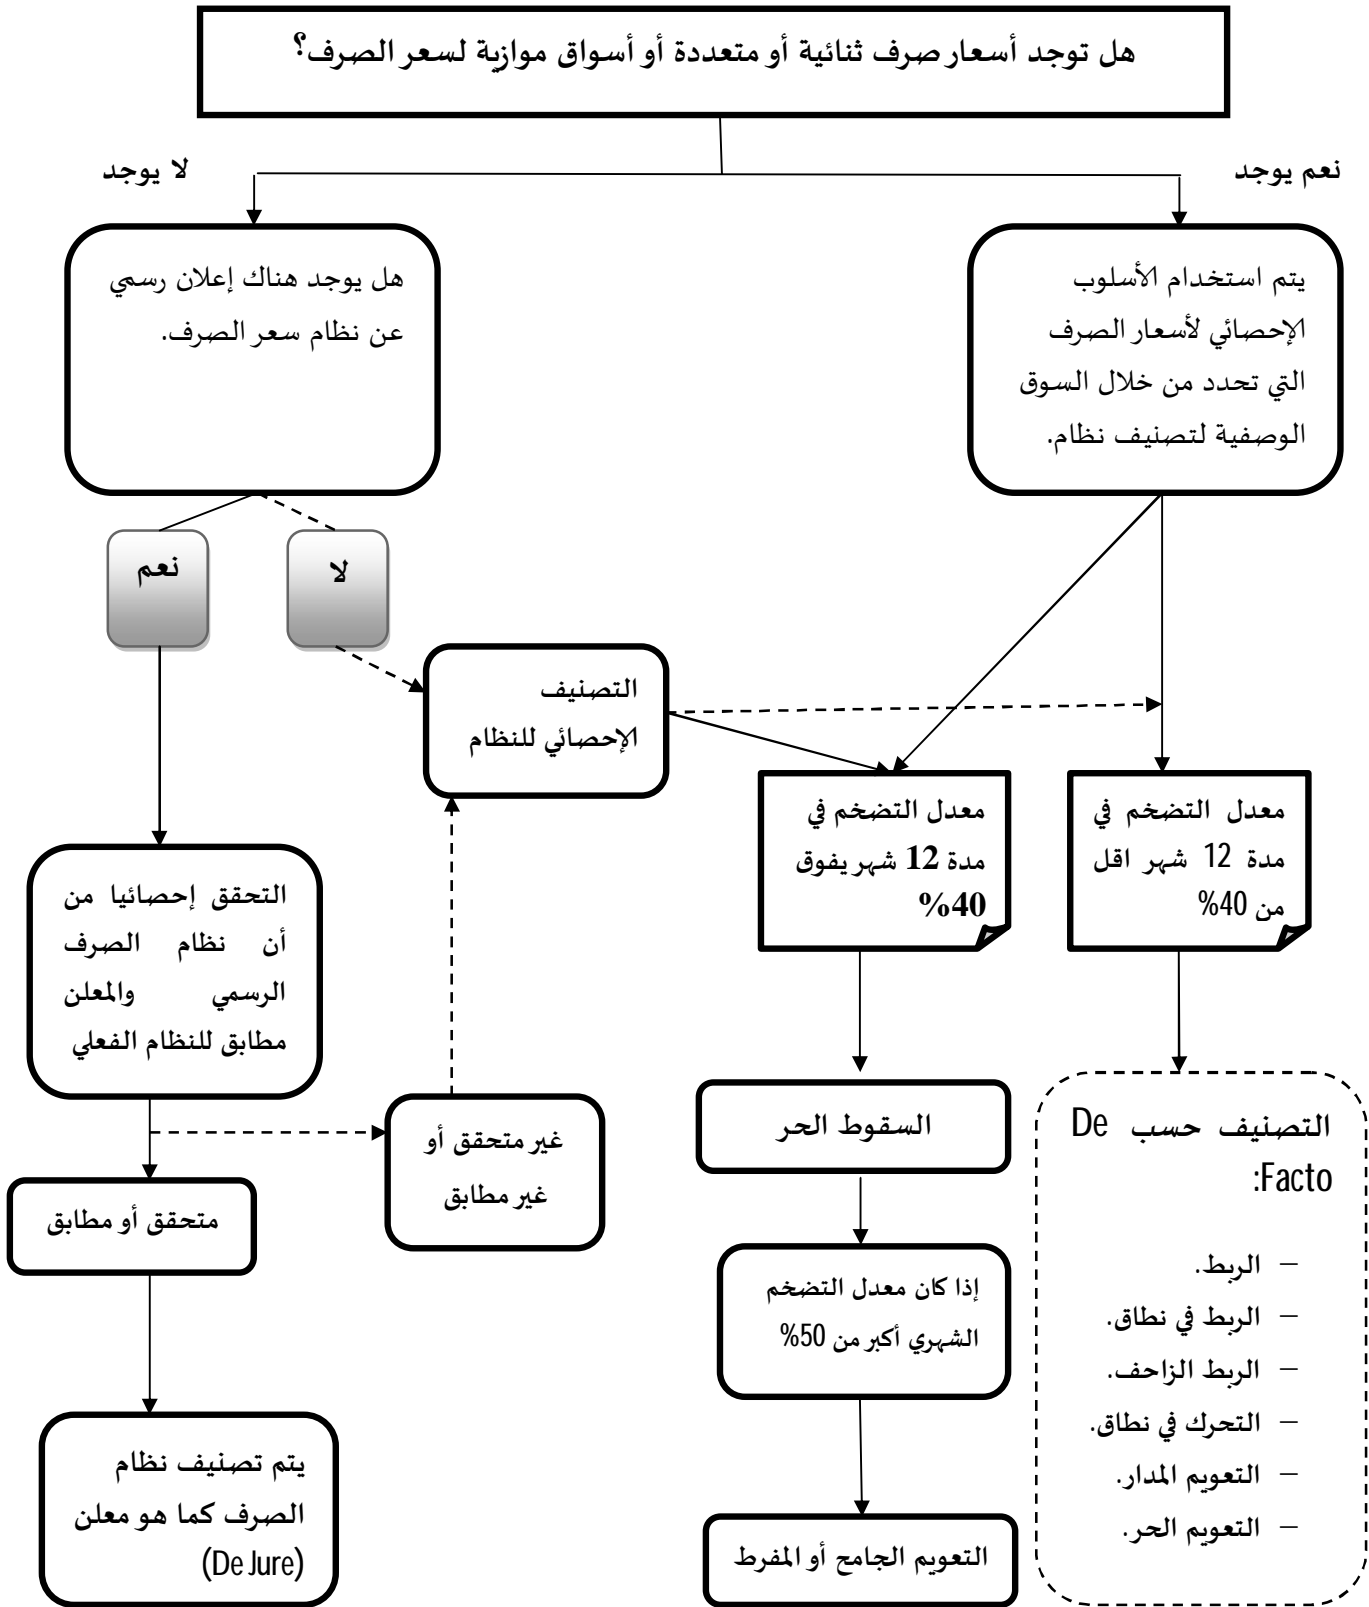 هل توجد أسعار صرف ثنائية أو متعددة أو أسواق موازية لسعر الصرف؟
نعم يوجد
لا يوجد
يتم استخدام الأسلوب
الإحصائي لأسعار الصرف
التي تحدد من خلال السوق
الوصفية لتصنيف نظام.
هل يوجد هناك إعلان رسمي
عن نظام سعر الصرف.
لا
نعم
التصنيف
الإحصائي للنظام
معدل التضخم في
مدة 12 شهر اقل
من 40%
معدل التضخم في
مدة 12 شهر يفوق
40%
التحقق إحصائيا من
أن نظام الصرف
الرسمي والمعلن
مطابق للنظام الفعلي
التصنيف حسب De
Facto:
– الربط.
– الربط في نطاق.
– الربط الزاحف.
– التحرك في نطاق.
– التعويم المدار.
– التعويم الحر.
السقوط الحر
غير متحقق أو
غير مطابق
متحقق أو مطابق
إذا كان معدل التضخم
الشهري أكبر من 50%
يتم تصنيف نظام
الصرف كما هو معلن
(De Jure)
التعويم الجامح أو المفرط